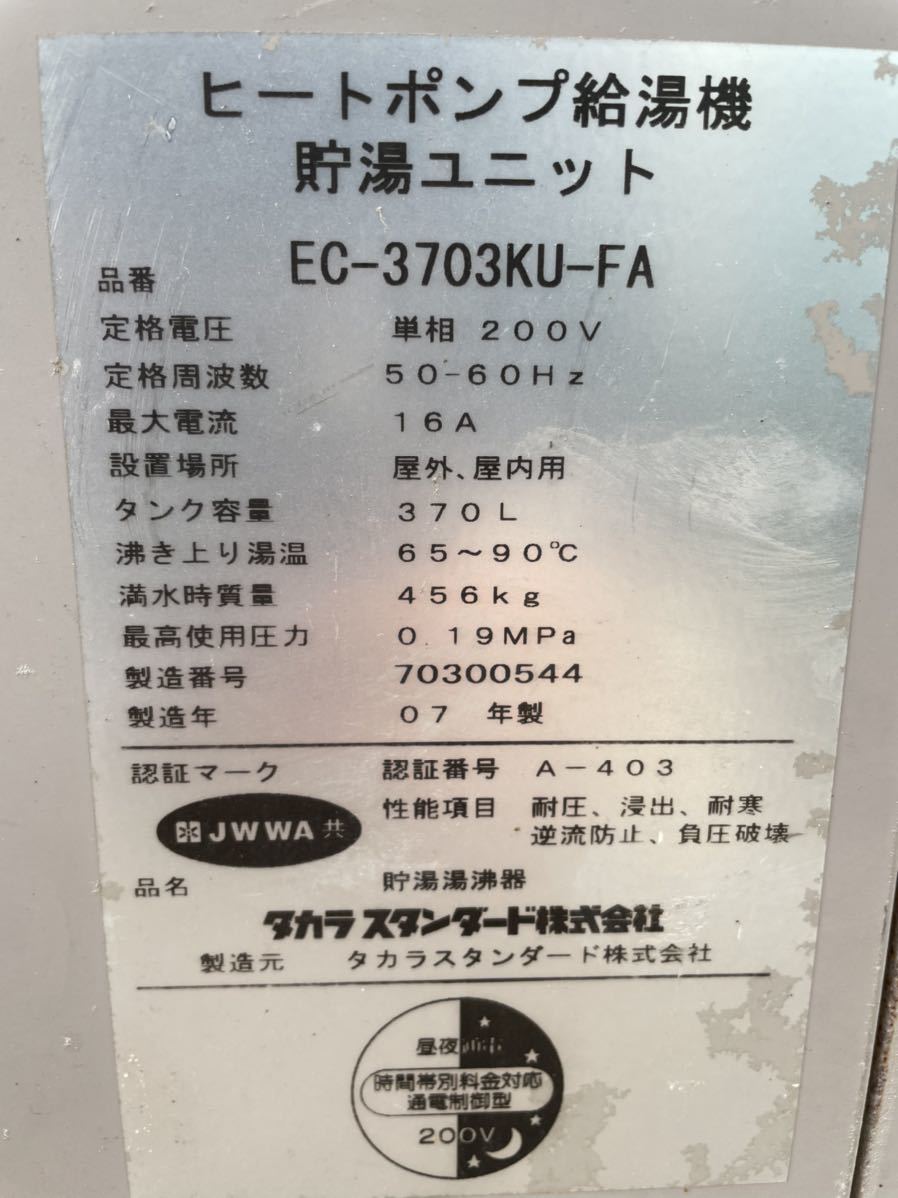 ヒートポンプ給湯機
貯湯ユニット
品番 EC-3703KU-FA
定格電圧 単相 200V
定格周波数 50-60Hz
最大電流 16A
設置場所 屋外、屋内用
タンク容量 370L
沸き上り湯温 65～90℃
満水時質量 456kg
最高使用圧力 0.19MPa
製造番号 70300544
製造年 07 年製
認証マーク 認証番号 A-403
JWWA 共 性能項目 耐圧、浸出、耐寒
逆流防止、負圧破壊
品名 貯湯湯沸器
タカラスタンダード株式会社
製造元 タカラスタンダード株式会社
昼夜
時間帯別料金対応
通電制御型
200V